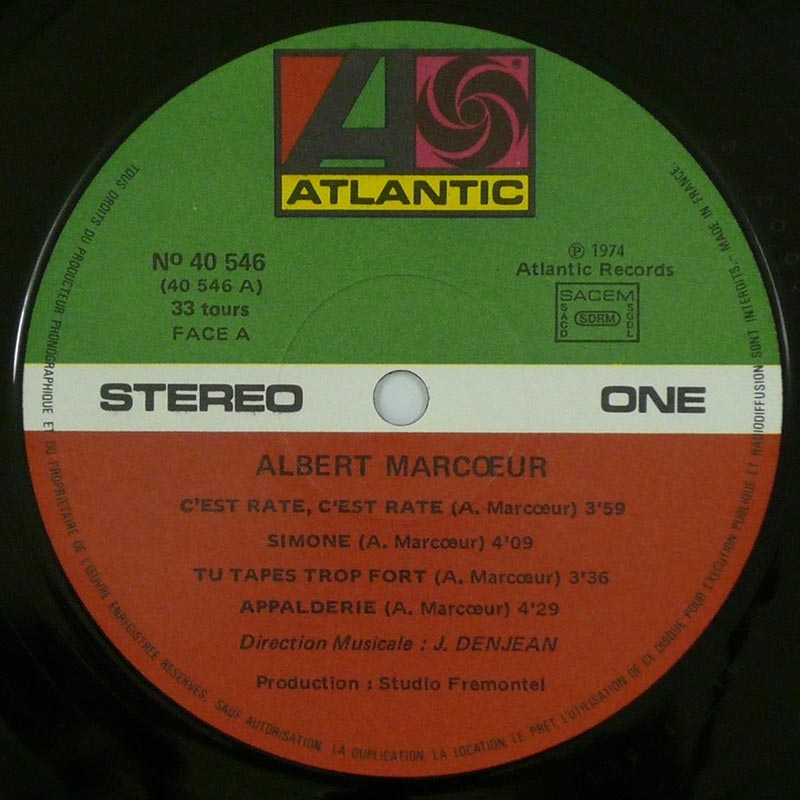 ATLANTIC
Nº 40 546
(40 546 A)
33 tours
FACE A
℗ 1974
Atlantic Records
SACEM
SACD
SDRM
SGDL
STEREO
ONE
ALBERT MARCŒUR
C'EST RATE, C'EST RATE (A. Marcœur) 3'59
SIMONE (A. Marcœur) 4'09
TU TAPES TROP FORT (A. Marcœur) 3'36
APPALDERIE (A. Marcœur) 4'29
Direction Musicale : J. DENJEAN
Production : Studio Fremontel
TOUS DROITS DU PRODUCTEUR PHONOGRAPHIQUE ET DU PROPRIETAIRE DE L'ŒUVRE ENREGISTREE RESERVES. SAUF AUTORISATION, LA DUPLICATION, LA LOCATION, LE PRET, L'UTILISATION DE CE DISQUE POUR EXECUTION PUBLIQUE ET RADIODIFFUSION SONT INTERDITS.- MADE IN FRANCE